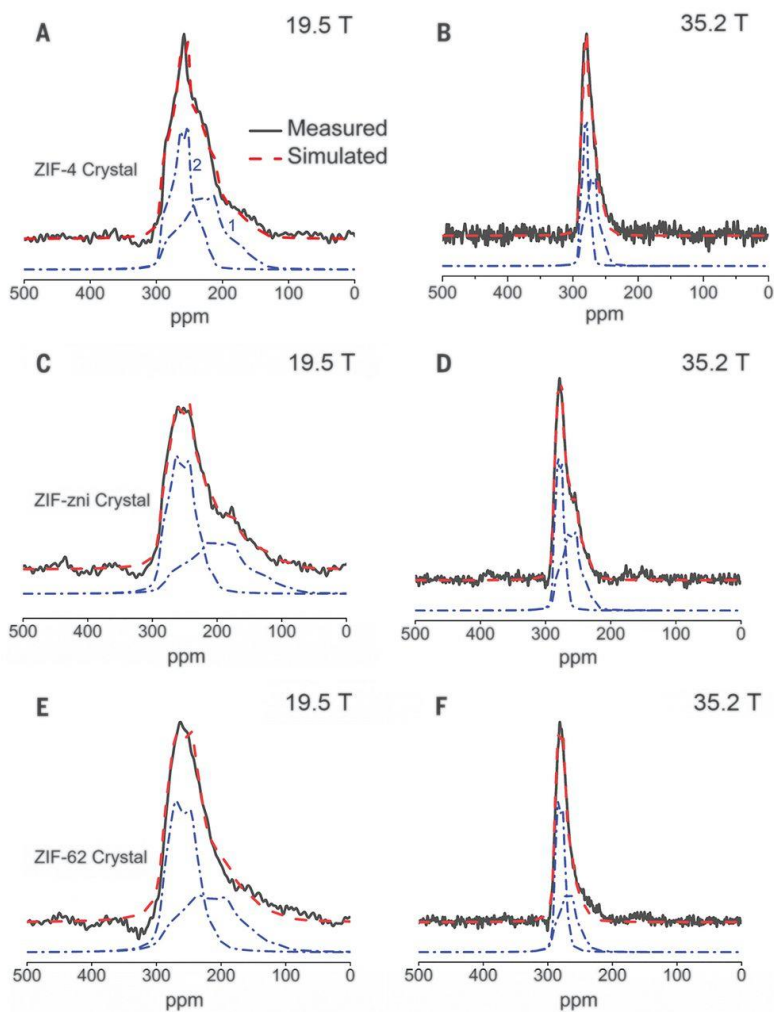 A 19.5 T
B 35.2 T
Measured
Simulated
ZIF-4 Crystal
2
1
500 400 300 200 100 0
ppm
500 400 300 200 100 0
ppm
C 19.5 T
D 35.2 T
ZIF-zni Crystal
500 400 300 200 100 0
ppm
500 400 300 200 100 0
ppm
E 19.5 T
F 35.2 T
ZIF-62 Crystal
500 400 300 200 100 0
ppm
500 400 300 200 100 0
ppm